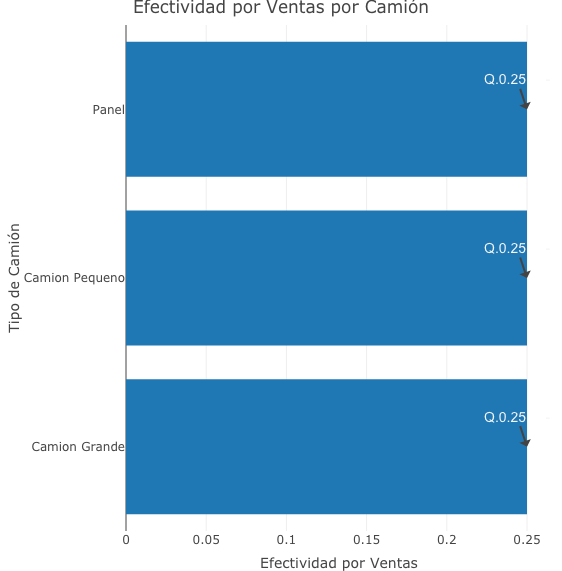 Efectividad por Ventas por Camión
Q.0.25
Panel
Q.0.25
Camion Pequeno
Q.0.25
Camion Grande
Tipo de Camión
0 0.05 0.1 0.15 0.2 0.25
Efectividad por Ventas